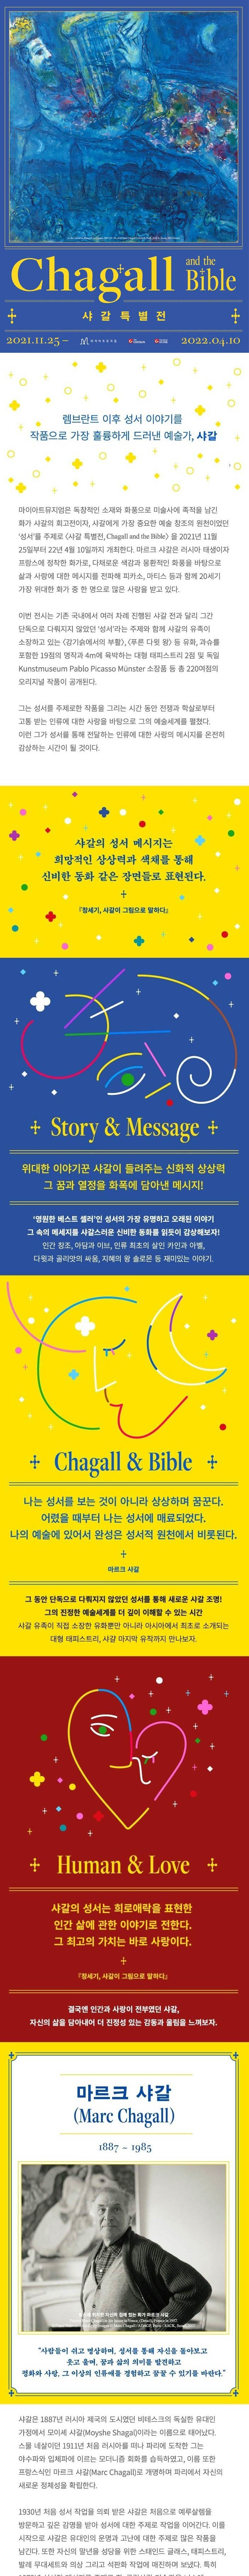 Chagall
and the
Bible
샤갈 특별전
2021.11.25 –
2022.04.10
렘브란트 이후 성서 이야기를
작품으로 가장 훌륭하게 드러낸 예술가, 샤갈
마이아트뮤지엄은 독창적인 소재와 화풍으로 미술사에 족적을 남긴
화가 샤갈의 회고전이자, 샤갈에게 가장 중요한 예술 창조의 원천이었던
‘성서’를 주제로 <샤갈 특별전, Chagall and the Bible> 을 2021년 11월
25일부터 22년 4월 10일까지 개최한다. 마르크 샤갈은 러시아 태생이자
프랑스에 정착한 화가로, 다채로운 색감과 몽환적인 화풍을 바탕으로
삶과 사랑에 대한 메시지를 전파해 피카소, 마티스 등과 함께 20세기
가장 위대한 화가 중 한 명으로 많은 사랑을 받고 있다.
이번 전시는 기존 국내에서 여러 차례 진행된 샤갈 전과 달리 그간
단독으로 다뤄지지 않았던 ‘성서’라는 주제와 함께 샤갈의 유족이
소장하고 있는 <강기슭에서의 부활>, <푸른 다윗 왕> 등 유화, 과슈를
포함한 19점의 명작과 4m에 육박하는 대형 태피스트리 2점 및 독일
Kunstmuseum Pablo Picasso Münster 소장품 등 총 220여점의
오리지널 작품이 공개된다.
그는 성서를 주제로한 작품을 그리는 시간 동안 전쟁과 학살로부터
고통 받는 인류에 대한 사랑을 바탕으로 그의 예술세계를 펼쳤다.
이런 그가 성서를 통해 전달하는 인류에 대한 사랑의 메시지를 온전히
감상하는 시간이 될 것이다.
샤갈의 성서 메시지는
희망적인 상상력과 색채를 통해
신비한 동화 같은 장면들로 표현된다.
『창세기, 샤갈이 그림으로 말하다』
Story & Message
위대한 이야기꾼 샤갈이 들려주는 신화적 상상력
그 꿈과 열정을 화폭에 담아낸 메시지!
‘영원한 베스트 셀러’인 성서의 가장 유명하고 오래된 이야기
그 속의 메세지를 샤갈스러운 신비한 동화를 읽듯이 감상해보자!
인간 창조, 아담과 이브, 인류 최초의 살인 카인과 아벨,
다윗과 골리앗의 싸움, 지혜의 왕 솔로몬 등 재미있는 이야기.
Chagall & Bible
나는 성서를 보는 것이 아니라 상상하며 꿈꾼다.
어렸을 때부터 나는 성서에 매료되었다.
나의 예술에 있어서 완성은 성서적 원천에서 비롯된다.
마르크 샤갈
그 동안 단독으로 다뤄지지 않았던 성서를 통해 새로운 샤갈 조명!
그의 진정한 예술세계를 더 깊이 이해할 수 있는 시간
샤갈 유족이 직접 소장한 유화뿐만 아니라 아시아에서 최초로 소개되는
대형 태피스트리, 샤갈 마지막 유작까지 만나보자.
Human & Love
샤갈의 성서는 희로애락을 표현한
인간 삶에 관한 이야기로 전한다.
그 최고의 가치는 바로 사랑이다.
『창세기, 샤갈이 그림으로 말하다』
결국엔 인간과 사랑이 전부였던 샤갈,
자신의 삶을 담아내어 더 진정성 있는 감동과 울림을 느껴보자.
마르크 샤갈
(Marc Chagall)
1887 – 1985
“사람들이 쉬고 명상하며, 성서를 통해 자신을 돌아보고
웃고 울며, 꿈과 삶의 의미를 발견하고
평화와 사랑, 그 이상의 인류애를 경험하고 꿈꿀 수 있기를 바란다.”
샤갈은 1887년 러시아 제국의 도시였던 비테프스크의 독실한 유대인
가정에서 모이셰 샤갈(Moyshe Shagal)이라는 이름으로 태어났다.
스물 네살이던 1911년 처음 러시아를 떠나 파리에 도착한 그는
야수파와 입체파에 이르는 모더니즘 회화를 습득하였고, 이름 또한
프랑스식인 마르크 샤갈(Marc Chagall)로 개명하며 파리에서 자신의
새로운 정체성을 확립한다.
1930년 처음 성서 작업을 의뢰 받은 샤갈은 처음으로 예루살렘을
방문하고 깊은 감명을 받아 성서에 대한 주제로 작업을 이어간다. 이를
시작으로 샤갈은 유대인의 운명과 고난에 대한 주제로 많은 작품을
남긴다. 또한 자신의 말년을 성당을 위한 스테인드 글래스, 태피스트리,
발레 무대세트와 의상 그리고 석판화 작업에 매진하며 보냈다. 특히